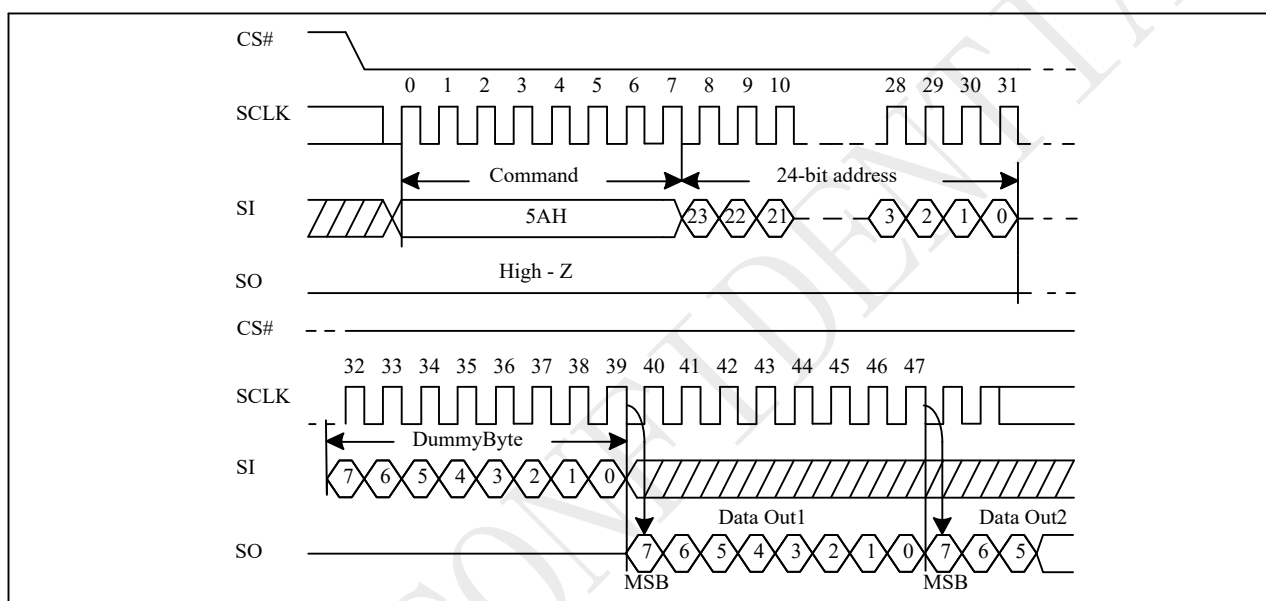 CS#
0 1 2 3 4 5 6 7 8 9 10 28 29 30 31
SCLK
Command 24-bit address
SI 5AH 23 22 21 3 2 1 0
High - Z
SO
CS#
32 33 34 35 36 37 38 39 40 41 42 43 44 45 46 47
SCLK
DummyByte
SI 7 6 5 4 3 2 1 0
Data Out1 Data Out2
SO 7 6 5 4 3 2 1 0 7 6 5
MSB MSB